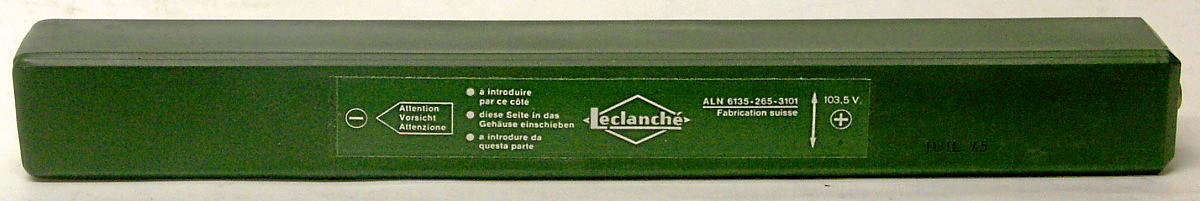 Attention
Vorsicht
Attenzione
à introduire
par ce côté
diese Seite in das
Gehäuse einschieben
a introdure da
questa parte
Leclanché
ALN 6135-265-3101
Fabrication suisse
103,5 V.